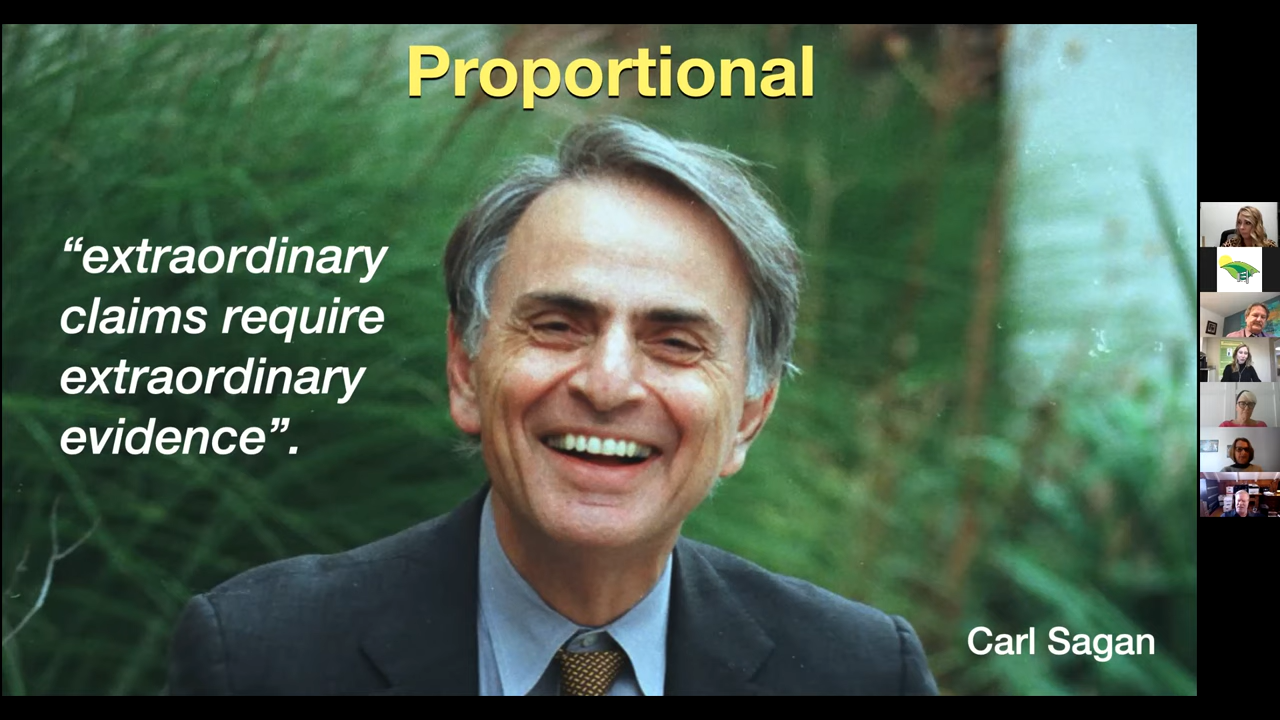 Proportional
“extraordinary
claims require
extraordinary
evidence”.
Carl Sagan